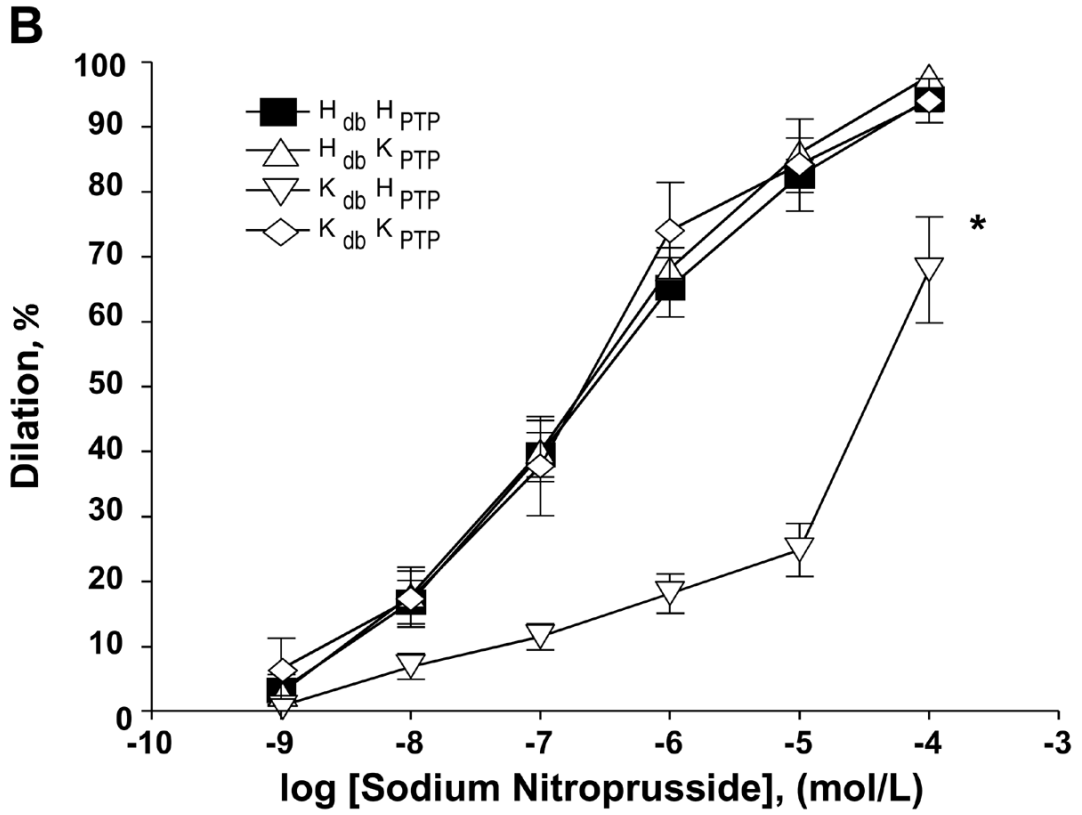 B
100
90
80
70
60
50
40
30
20
10
0
Dilation, %
H db H PTP
H db K PTP
K db H PTP
K db K PTP
*
-10 -9 -8 -7 -6 -5 -4 -3
log [Sodium Nitroprusside], (mol/L)